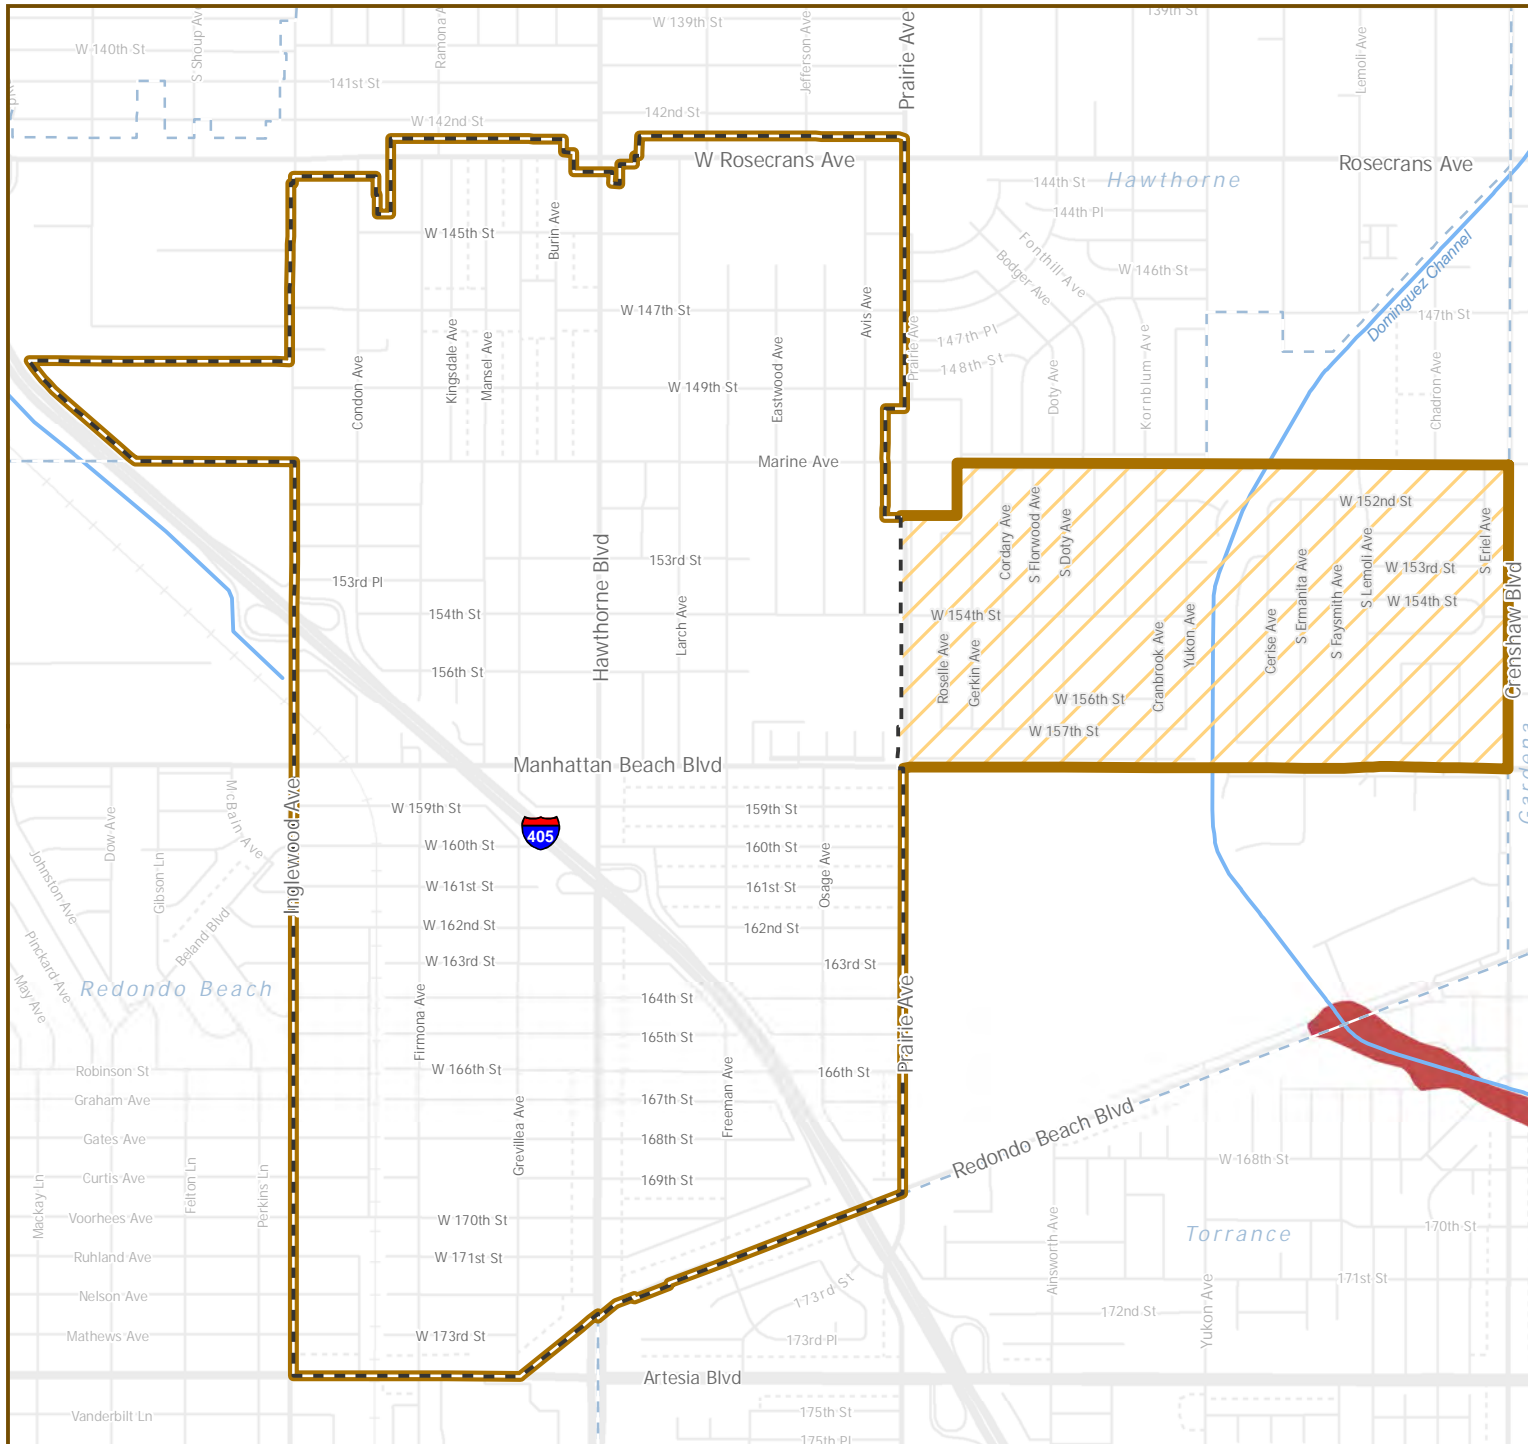 139th St
W 139th St
W 140th St
S Shoup Ave
Ramona A
Jefferson Ave
Prairie Ave
Lemoli Ave
141st St
142nd St
W 142nd St
W Rosecrans Ave
Rosecrans Ave
144th St
Hawthorne
144th Pl
W 145th St
Burin Ave
Fonthill Ave
Bodger Ave
W 146th St
Dominguez Channel
W 147th St
Avis Ave
147th St
Prairie Ave
147th Pl
148th St
Kingsdale Ave
Mansel Ave
Condon Ave
Eastwood Ave
Doty Ave
Kornblum Ave
Chadron Ave
W 149th St
Marine Ave
W 152nd St
Cordary Ave
S Florwood Ave
S Doty Ave
S Eriel Ave
153rd St
153rd Pl
Hawthorne Blvd
S Ermanita Ave
S Faysmith Ave
S Lemoli Ave
W 153rd St
W 154th St
Crenshaw Blvd
154th St
Larch Ave
W 154th St
Roselle Ave
Gerkin Ave
Cranbrook Ave
Yukon Ave
Cerise Ave
156th St
W 156th St
W 157th St
Manhattan Beach Blvd
Gardena
W 159th St
159th St
McBain Ave
Dow Ave
Inglewood Ave
405
W 160th St
160th St
Johnston Ave
Gibson Ln
Osage Ave
W 161st St
161st St
Beland Blvd
W 162nd St
162nd St
Pinckard Ave
W 163rd St
163rd St
Redondo Beach
May Ave
164th St
Firmona Ave
Prairie Ave
165th St
Robinson St
W 166th St
166th St
Graham Ave
167th St
Freeman Ave
Gates Ave
Grevillea Ave
168th St
Redondo Beach Blvd
W 168th St
Curtis Ave
169th St
Mackay Ln
Felton Ln
Perkins Ln
Voorhees Ave
W 170th St
170th St
Torrance
Ainsworth Ave
Ruhland Ave
W 171st St
171st St
Nelson Ave
173rd St
172nd St
Yukon Ave
Mathews Ave
W 173rd St
173rd Pl
Artesia Blvd
Vanderbilt Ln
175th St
175th Pl